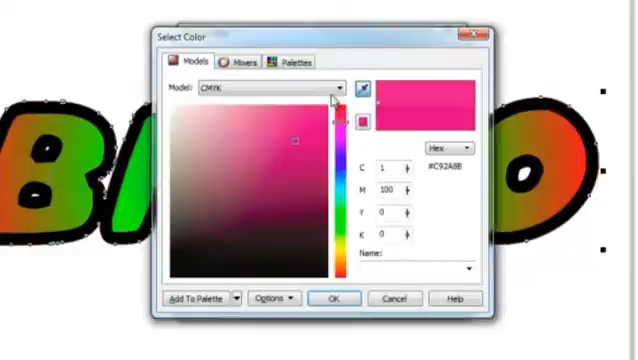 Select Color
Models Mixers Palettes
Model: CMYK
Hex
C 1 #C92A8B
M 100
Y 0
K 0
Name:
Add To Palette Options OK Cancel Help
B
O